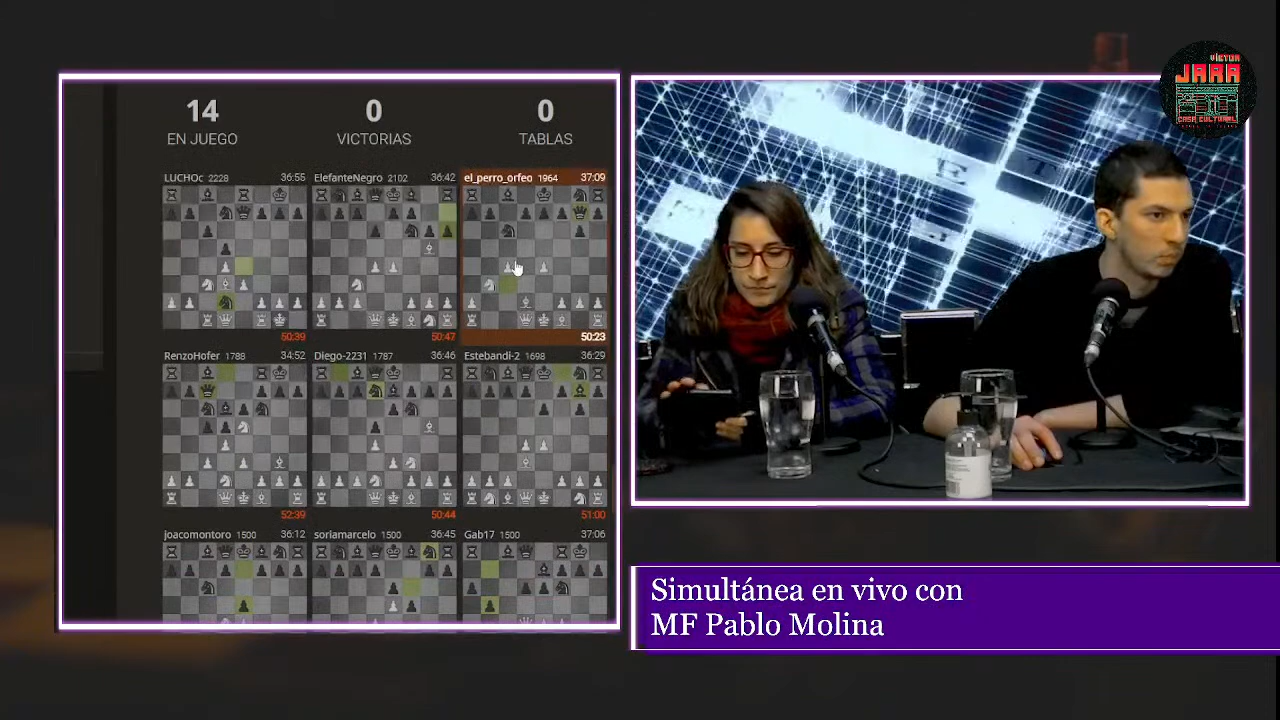 14
EN JUEGO
0
VICTORIAS
0
TABLAS
LUCHOc 2228 36:55
ElefanteNegro 2102 36:42
el_perro_orfeo 1964 37:09
50:39
50:47
50:23
RenzoHofer 1788 34:52
Diego-2231 1787 36:46
Estebandi-2 1698 36:29
52:39
50:44
51:00
joacomontoro 1500 36:12
soriamarcelo 1500 36:45
Gab17 1500 37:06
VÍCTOR
JARA
CASA CULTURAL
Simultánea en vivo con
MF Pablo Molina